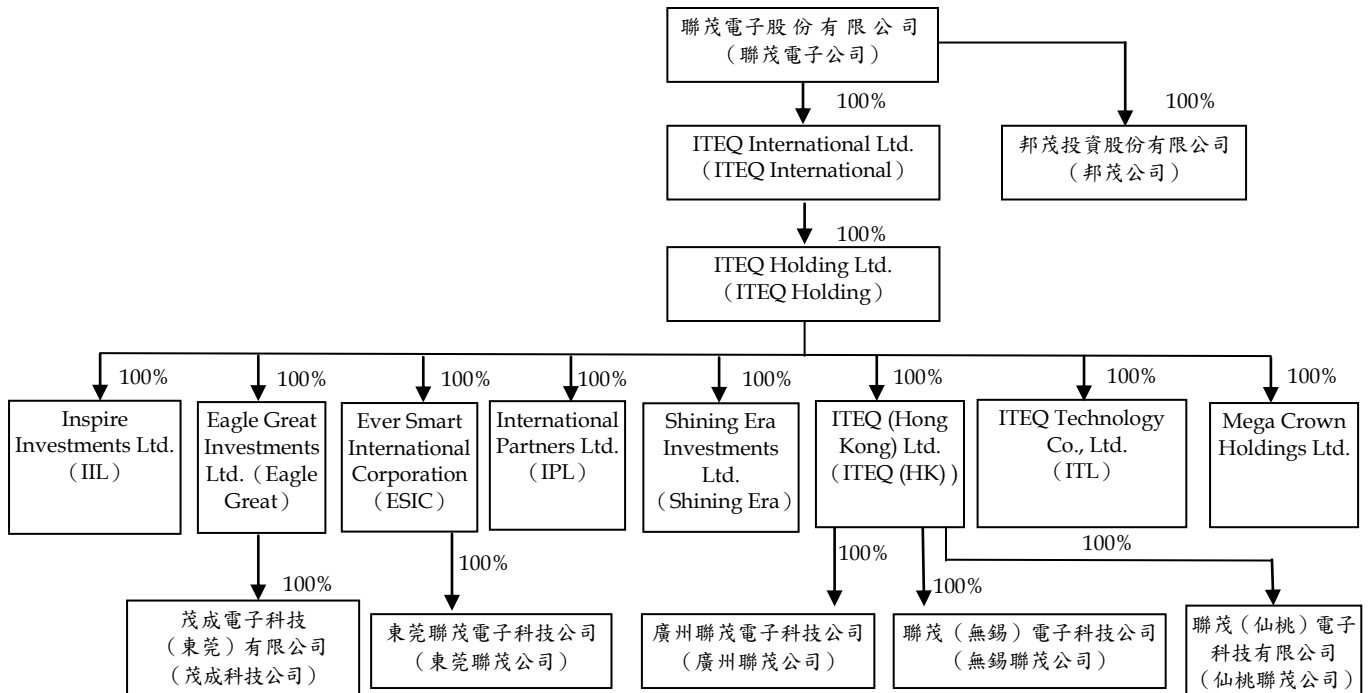 聯茂電子股份有限公司
（聯茂電子公司）
100%
100%
ITEQ International Ltd.
（ITEQ International）
邦茂投資股份有限公司
（邦茂公司）
100%
ITEQ Holding Ltd.
（ITEQ Holding）
100%
100%
100%
100%
100%
100%
100%
100%
Inspire
Investments Ltd.
（IIL）
Eagle Great
Investments
Ltd.（Eagle
Great）
Ever Smart
International
Corporation
（ESIC）
International
Partners Ltd.
（IPL）
Shining Era
Investments
Ltd.
（Shining Era）
ITEQ (Hong
Kong) Ltd.
（ITEQ (HK)）
ITEQ Technology
Co., Ltd.
（ITL）
Mega Crown
Holdings Ltd.
100%
100%
100%
100%
100%
茂成電子科技
（東莞）有限公司
（茂成科技公司）
東莞聯茂電子科技公司
（東莞聯茂公司）
廣州聯茂電子科技公司
（廣州聯茂公司）
聯茂（無錫）電子科技公司
（無錫聯茂公司）
聯茂（仙桃）電子
科技有限公司
（仙桃聯茂公司）